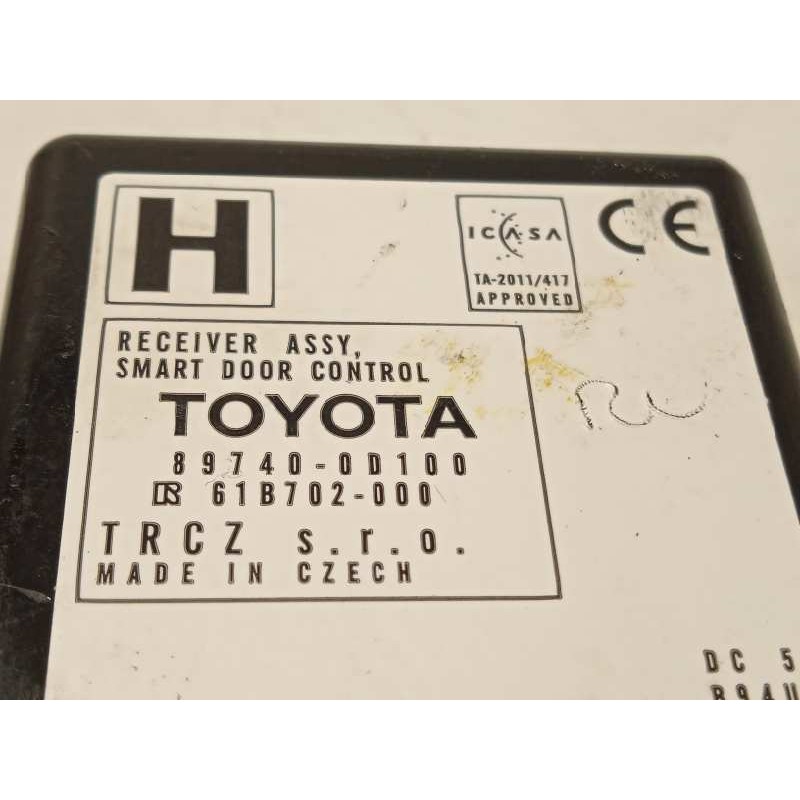 H
ICASA
TA-2011/417
APPROVED
CE
RECEIVER ASSY,
SMART DOOR CONTROL
TOYOTA
89740-0D100
61B702-000
TRCZ s.r.o.
MADE IN CZECH
DC 5